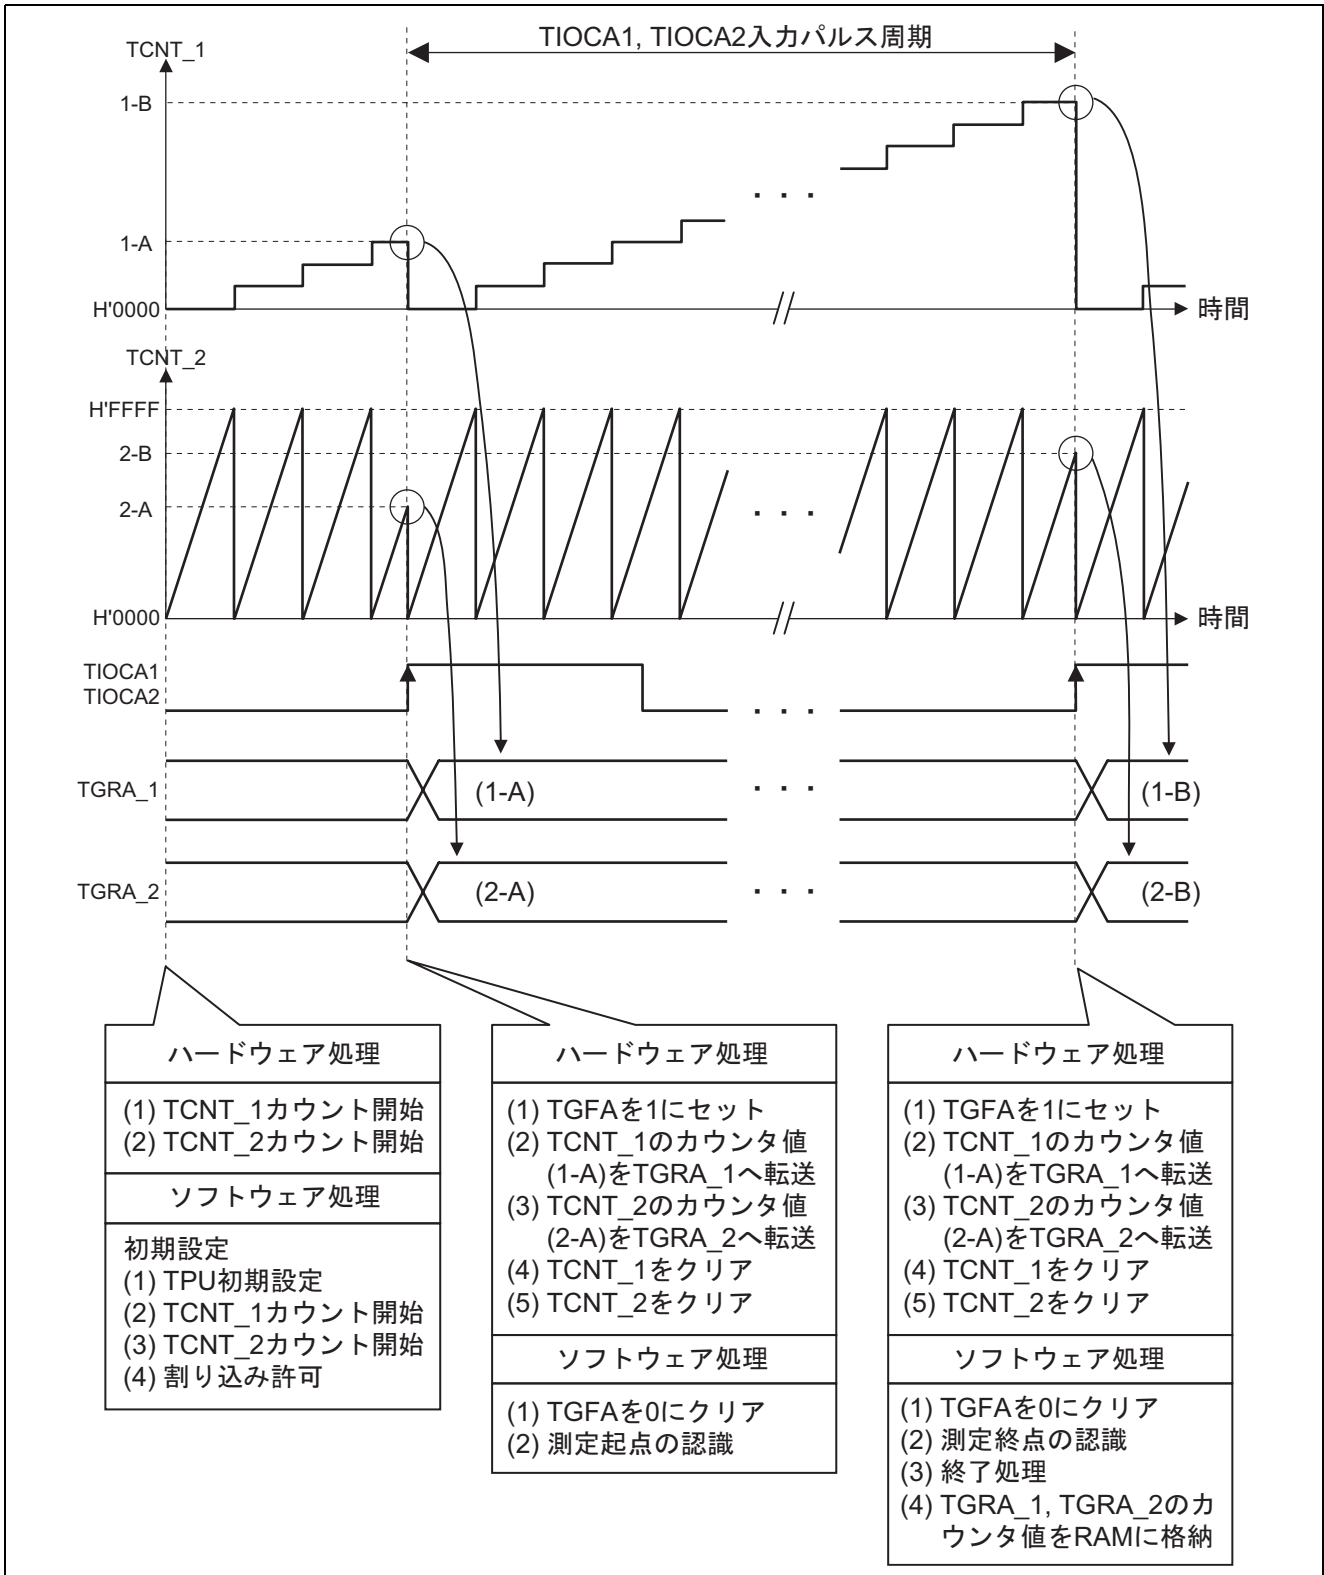 TIOCA1, TIOCA2入力パルス周期
TCNT_1
1-B
1-A
H'0000
時間
TCNT_2
H'FFFF
2-B
2-A
H'0000
時間
TIOCA1
TIOCA2
TGRA_1
(1-A)
(1-B)
TGRA_2
(2-A)
(2-B)
ハードウェア処理
(1) TCNT_1カウント開始
(2) TCNT_2カウント開始
ソフトウェア処理
初期設定
(1) TPU初期設定
(2) TCNT_1カウント開始
(3) TCNT_2カウント開始
(4) 割り込み許可
ハードウェア処理
(1) TGFAを1にセット
(2) TCNT_1のカウンタ値
(1-A)をTGRA_1へ転送
(3) TCNT_2のカウンタ値
(2-A)をTGRA_2へ転送
(4) TCNT_1をクリア
(5) TCNT_2をクリア
ソフトウェア処理
(1) TGFAを0にクリア
(2) 測定起点の認識
ハードウェア処理
(1) TGFAを1にセット
(2) TCNT_1のカウンタ値
(1-A)をTGRA_1へ転送
(3) TCNT_2のカウンタ値
(2-A)をTGRA_2へ転送
(4) TCNT_1をクリア
(5) TCNT_2をクリア
ソフトウェア処理
(1) TGFAを0にクリア
(2) 測定終点の認識
(3) 終了処理
(4) TGRA_1, TGRA_2のカ
ウンタ値をRAMに格納